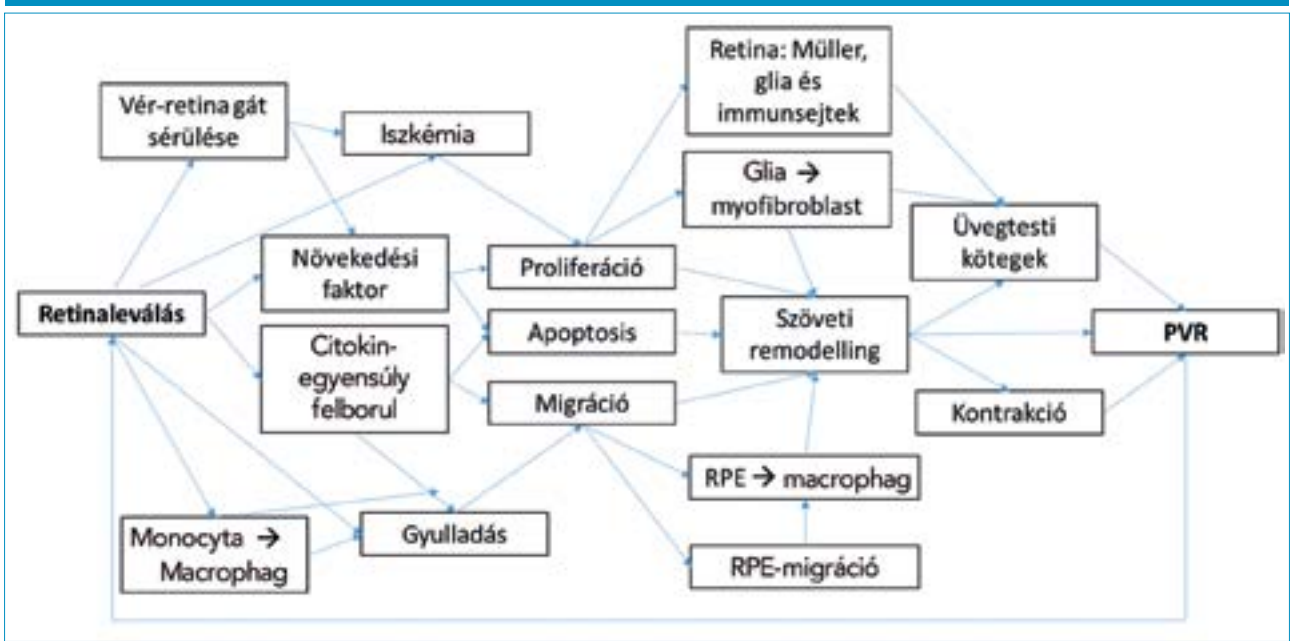 Vér-retina gát
sérülése
Iszkémia
Retina: Müller,
glia és
immunsejtek
Glia →
myofibroblast
Üvegtesti
kötegek
Növekedési
faktor
Proliferáció
Retinaleválás
Citokin-
egyensúly
felborul
Apoptosis
Szöveti
remodelling
PVR
Migráció
Kontrakció
RPE → macrophag
Monocyta →
Macrophag
Gyulladás
RPE-migráció